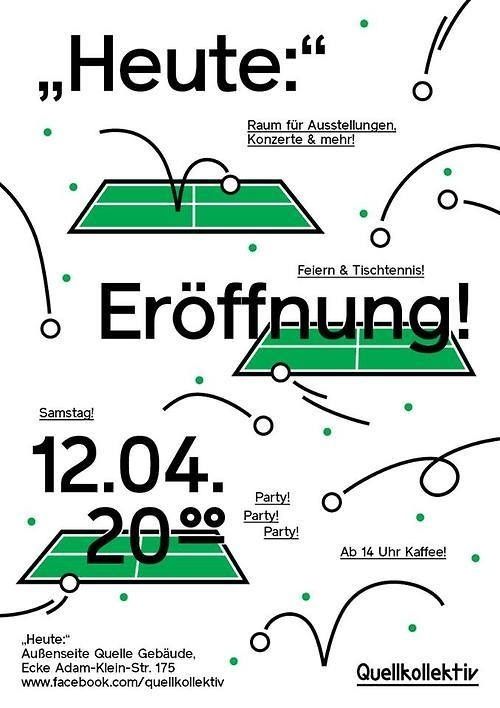 „Heute:“
Raum für Ausstellungen,
Konzerte & mehr!
Feiern & Tischtennis!
Eröffnung!
Samstag!
12.04.
20⁰⁰
Party!
Party!
Party!
Ab 14 Uhr Kaffee!
„Heute:“
Außenseite Quelle Gebäude,
Ecke Adam-Klein-Str. 175
www.facebook.com/quellkollektiv
Quellkollektiv